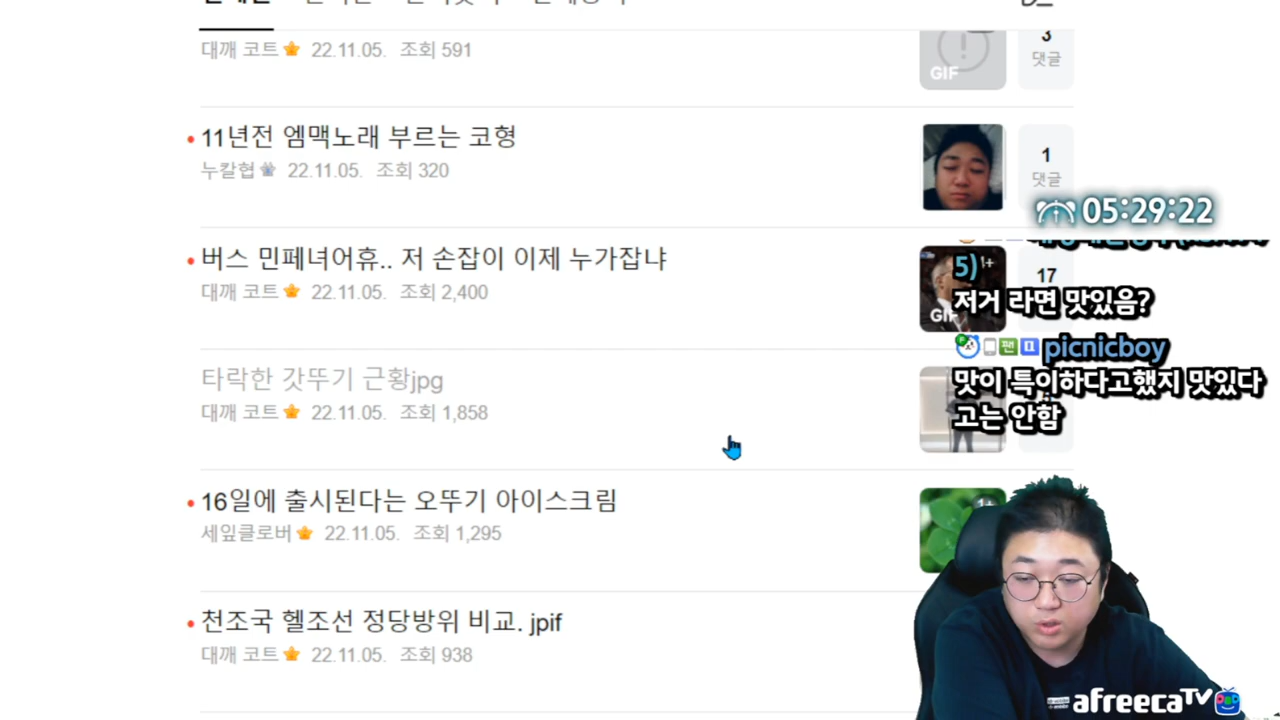 대깨 코트 22.11.05. 조회 591
GIF
3
댓글
11년전 엠맥노래 부르는 코형
누칼협 22.11.05. 조회 320
1
댓글
05:29:22
버스 민페녀어휴.. 저 손잡이 이제 누가잡냐
대깨 코트 22.11.05. 조회 2,400
1+
GIF
17
5)
저거 라면 맛있음?
팬
picnicboy
맛이 특이하다고했지 맛있다
고는 안함
타락한 갓뚜기 근황jpg
대깨 코트 22.11.05. 조회 1,858
16일에 출시된다는 오뚜기 아이스크림
세잎클로버 22.11.05. 조회 1,295
천조국 헬조선 정당방위 비교. jpif
대깨 코트 22.11.05. 조회 938
afreecaTV